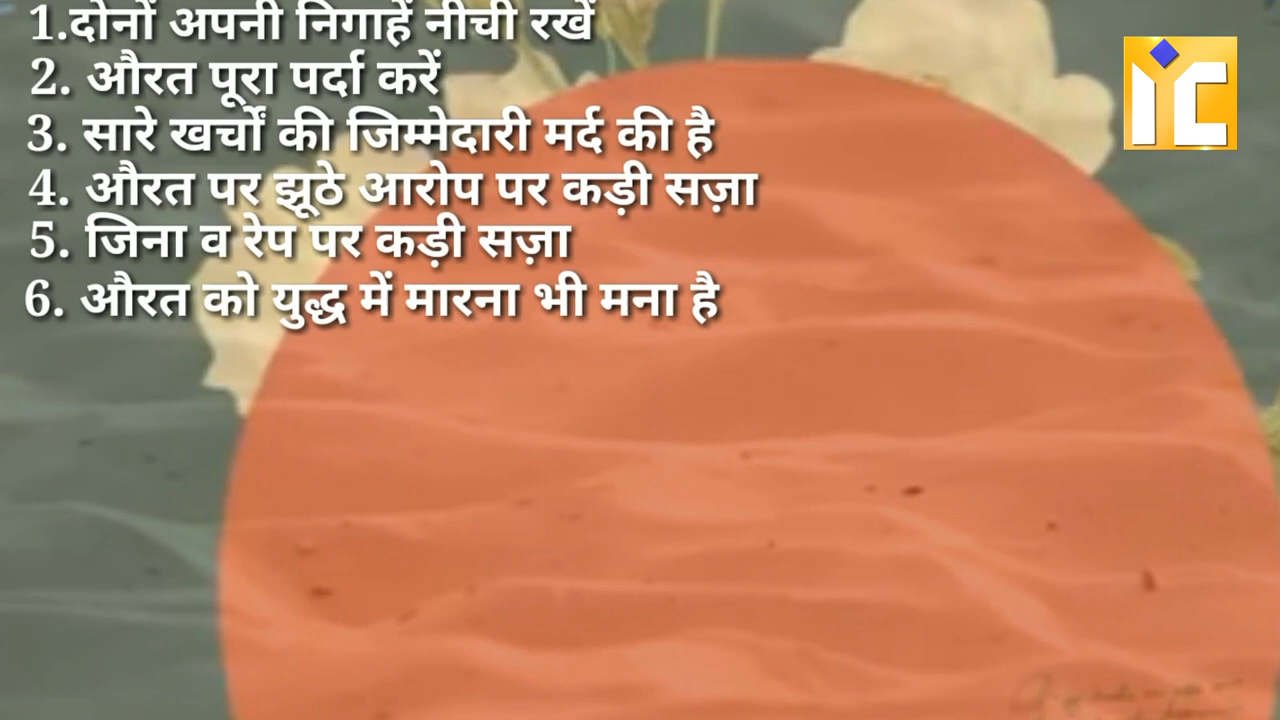 1.दोनों अपनी निगाहें नीची रखें
2. औरत पूरा पर्दा करें
3. सारे खर्चों की जिम्मेदारी मर्द की है
4. औरत पर झूठे आरोप पर कड़ी सज़ा
5. जिना व रेप पर कड़ी सज़ा
6. औरत को युद्ध में मारना भी मना है
iC